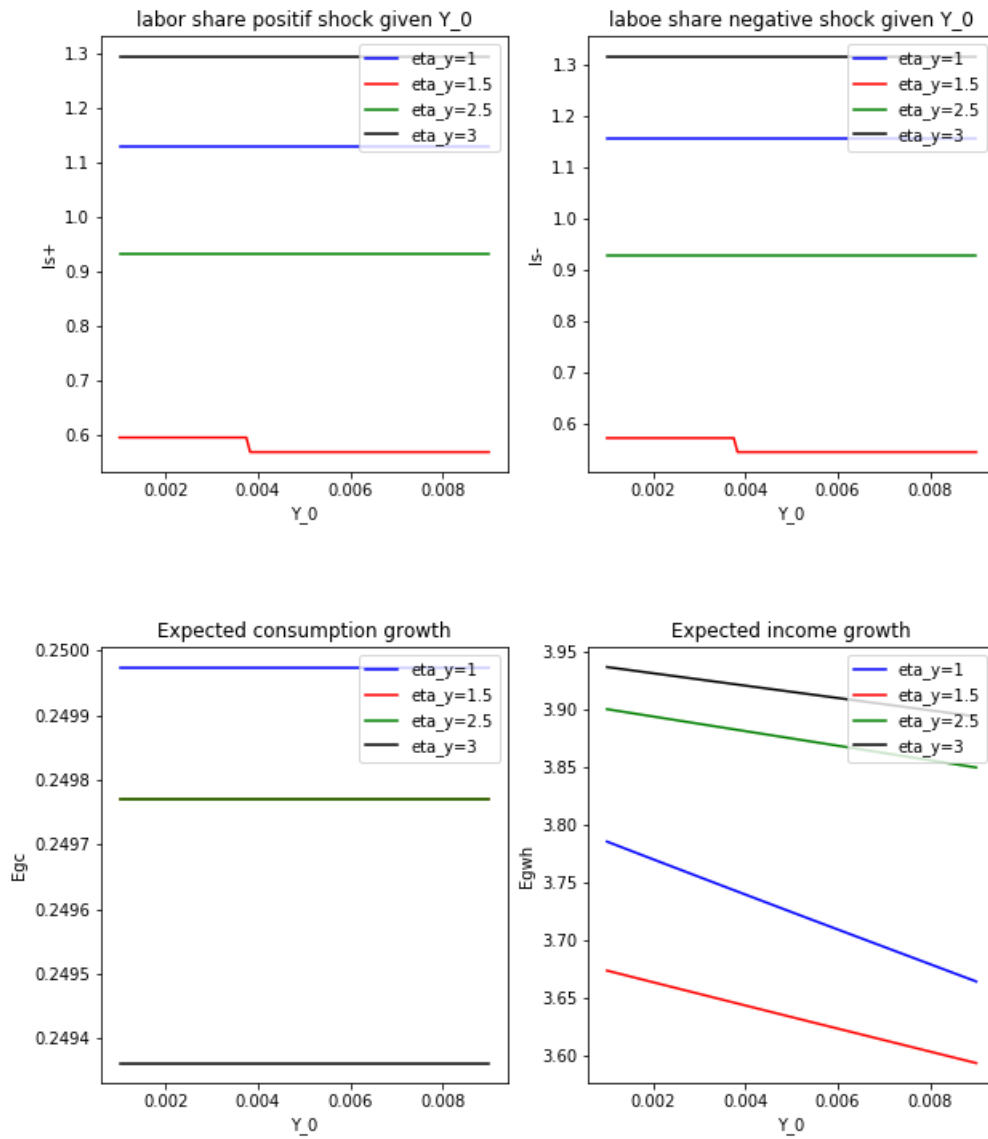 labor share positif shock given Y_0
1.3
1.2
1.1
1.0
0.9
0.8
0.7
0.6
ls+
0.002 0.004 0.006 0.008
Y_0
eta_y=1
eta_y=1.5
eta_y=2.5
eta_y=3
laboe share negative shock given Y_0
1.3
1.2
1.1
1.0
0.9
0.8
0.7
0.6
ls-
0.002 0.004 0.006 0.008
Y_0
eta_y=1
eta_y=1.5
eta_y=2.5
eta_y=3
Expected consumption growth
0.2500
0.2499
0.2498
0.2497
0.2496
0.2495
0.2494
Egc
0.002 0.004 0.006 0.008
Y_0
eta_y=1
eta_y=1.5
eta_y=2.5
eta_y=3
Expected income growth
3.95
3.90
3.85
3.80
3.75
3.70
3.65
3.60
Egwh
0.002 0.004 0.006 0.008
Y_0
eta_y=1
eta_y=1.5
eta_y=2.5
eta_y=3